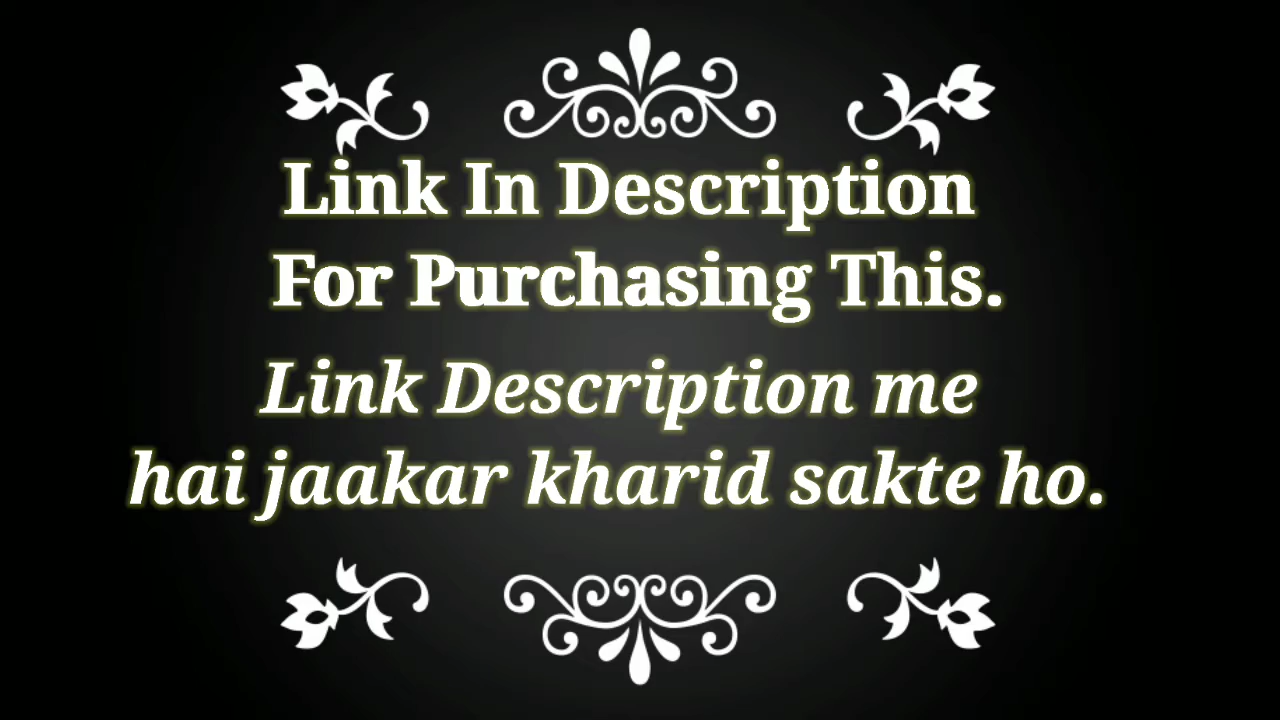 Link In Description
For Purchasing This.
Link Description me
hai jaakar kharid sakte ho.